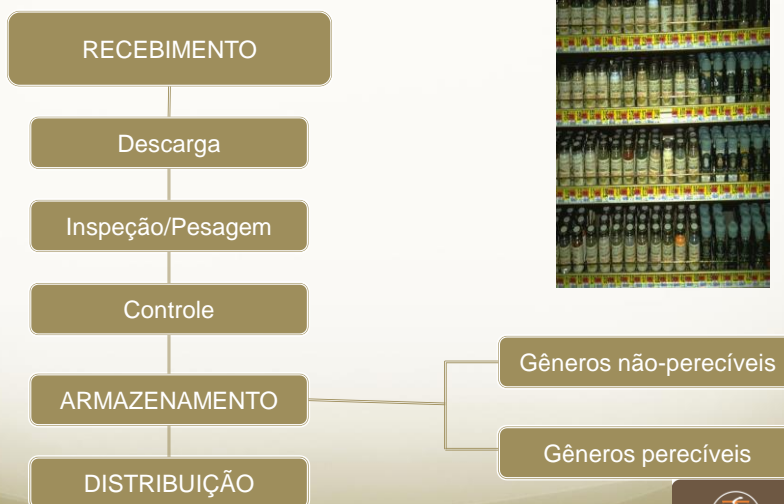 RECEBIMENTO
Descarga
Inspeção/Pesagem
Controle
ARMAZENAMENTO
Gêneros não-perecíveis
Gêneros perecíveis
DISTRIBUIÇÃO